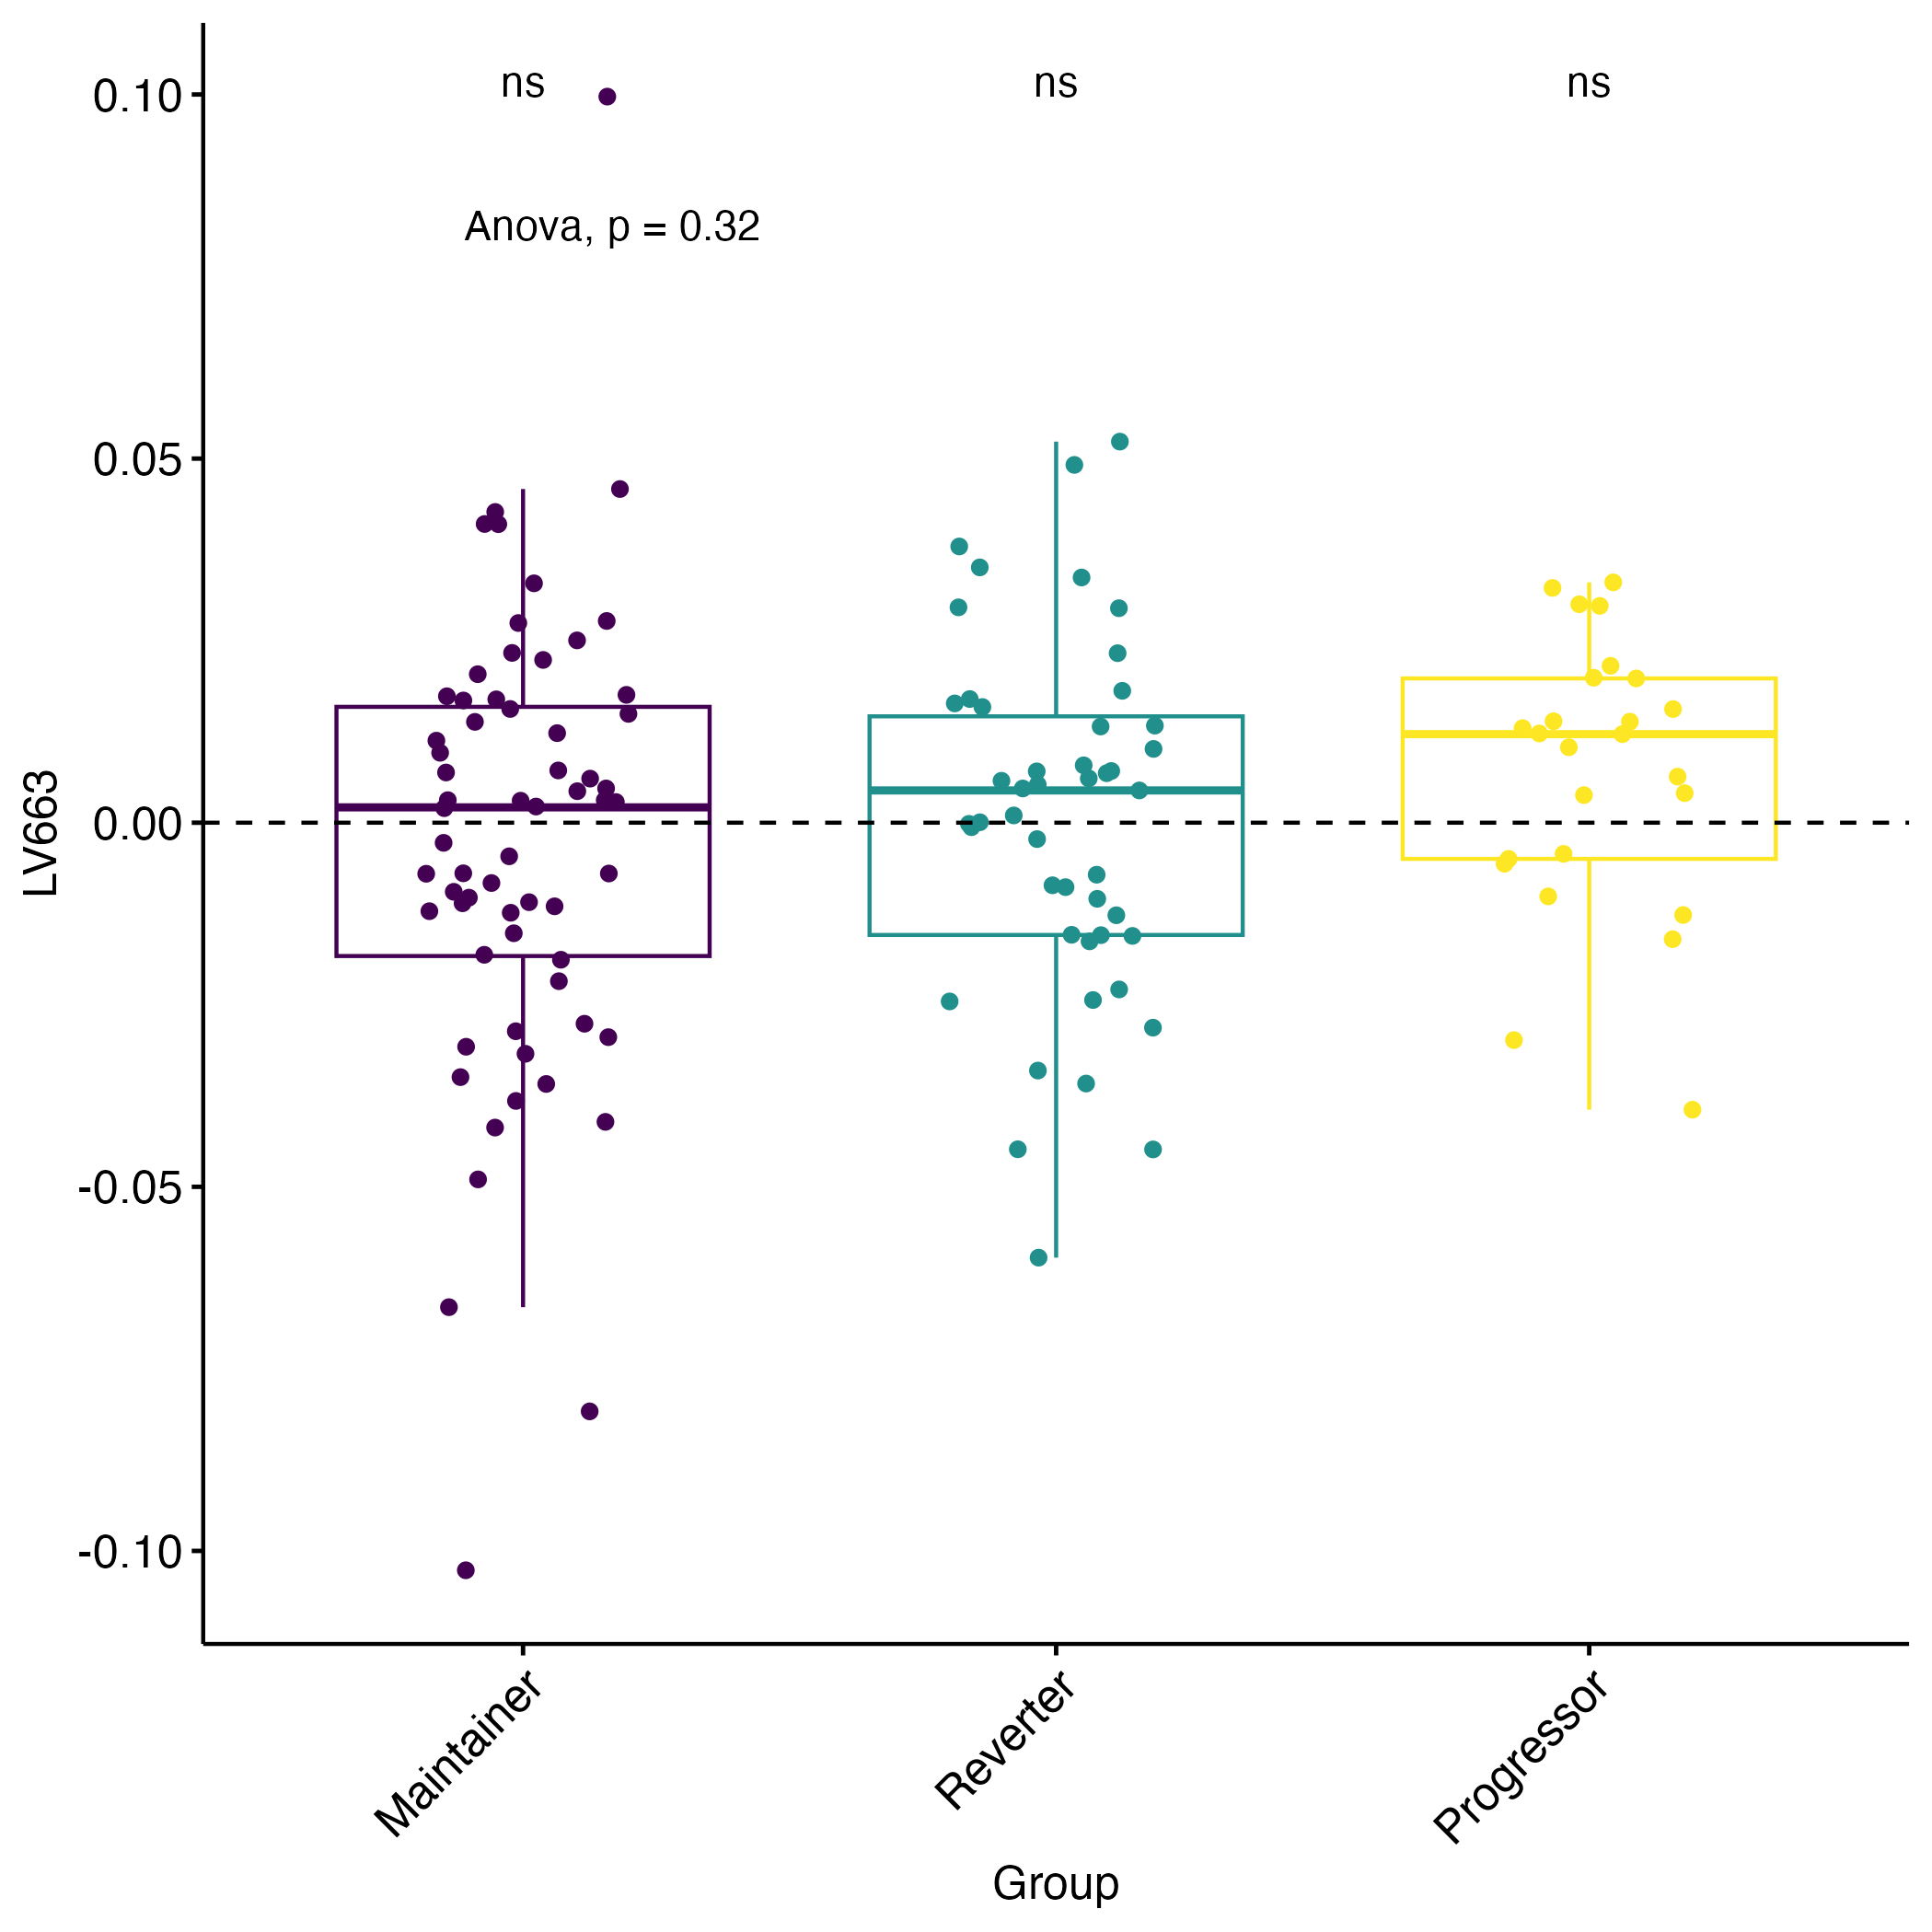 ns ns ns
Anova, p = 0.32
0.10
0.05
0.00
-0.05
-0.10
LV663
Maintainer
Reverter
Progressor
Group